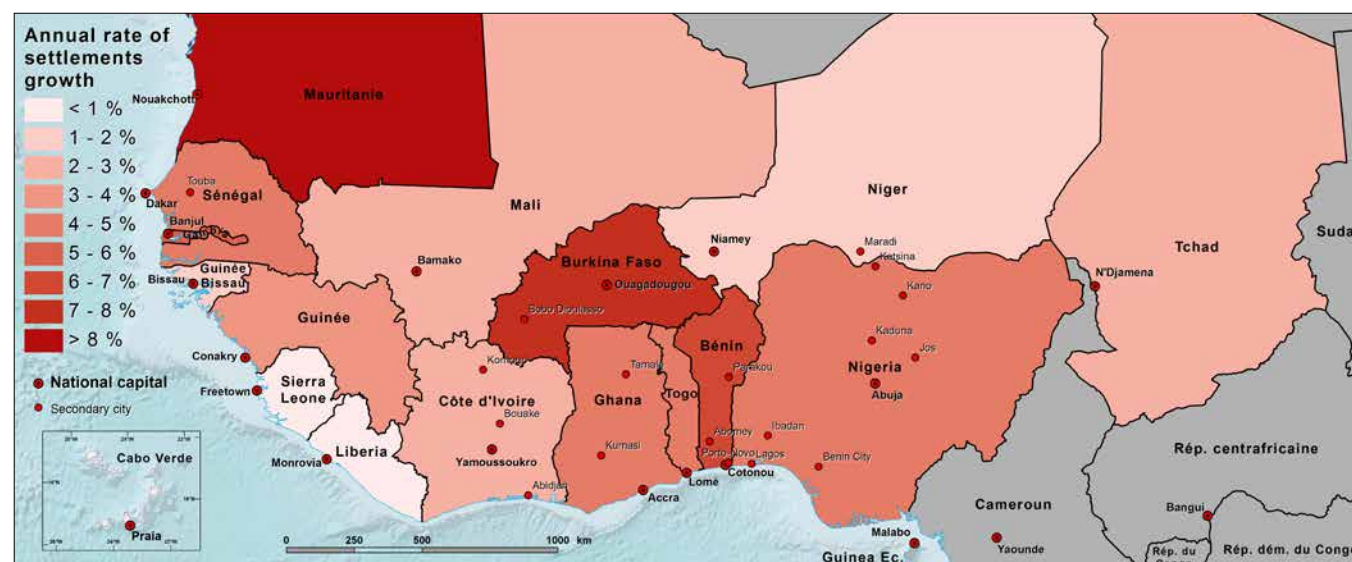 Annual rate of
settlements
growth
< 1 %
1 - 2 %
2 - 3 %
3 - 4 %
4 - 5 %
5 - 6 %
6 - 7 %
7 - 8 %
>8 %
National capital
Secondary city
Cabo Verde
Praia
Nouakchott
Mauritanie
Touba
Sénégal
Dakar
Banjul
Bissau
Guinée
Bissau
Mali
Bamako
Niger
Niamey
Maradi
Katsina
Tchad
N'Djamena
Suda
Burkina Faso
Ouagadougou
Bobo Dioulasso
Guinée
Conakry
Freetown
Sierra
Leone
Liberia
Monrovia
Korhogo
Côte d'Ivoire
Bouake
Yamoussoukro
Abidjan
Tamale
Ghana
Kumasi
Accra
Togo
Lomé
Bénin
Parakou
Abomey
Porto-Novo
Cotonou
Lagos
Kano
Kaduna
Jos
Nigeria
Abuja
Ibadan
Benin City
Cameroun
Yaounde
Malabo
Guinea Ec.
Rép. centrafricaine
Bangui
Rép. du
Rép. dém. du Congo
0 250 500 1000 km